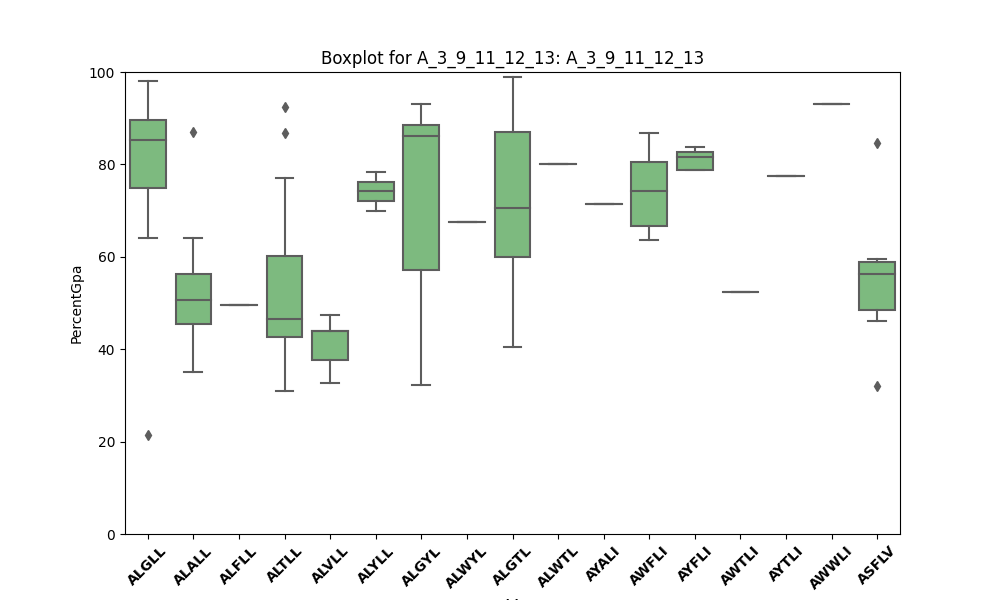 Boxplot for A_3_9_11_12_13: A_3_9_11_12_13
100
80
60
40
20
0
PercentGpa
ALGLL
ALALL
ALFLL
ALTLL
ALVLL
ALYLL
ALGYL
ALWYL
ALGTL
ALWTL
AYALI
AWFLI
AYFLI
AWTLI
AYTLI
AWWLI
ASFLV